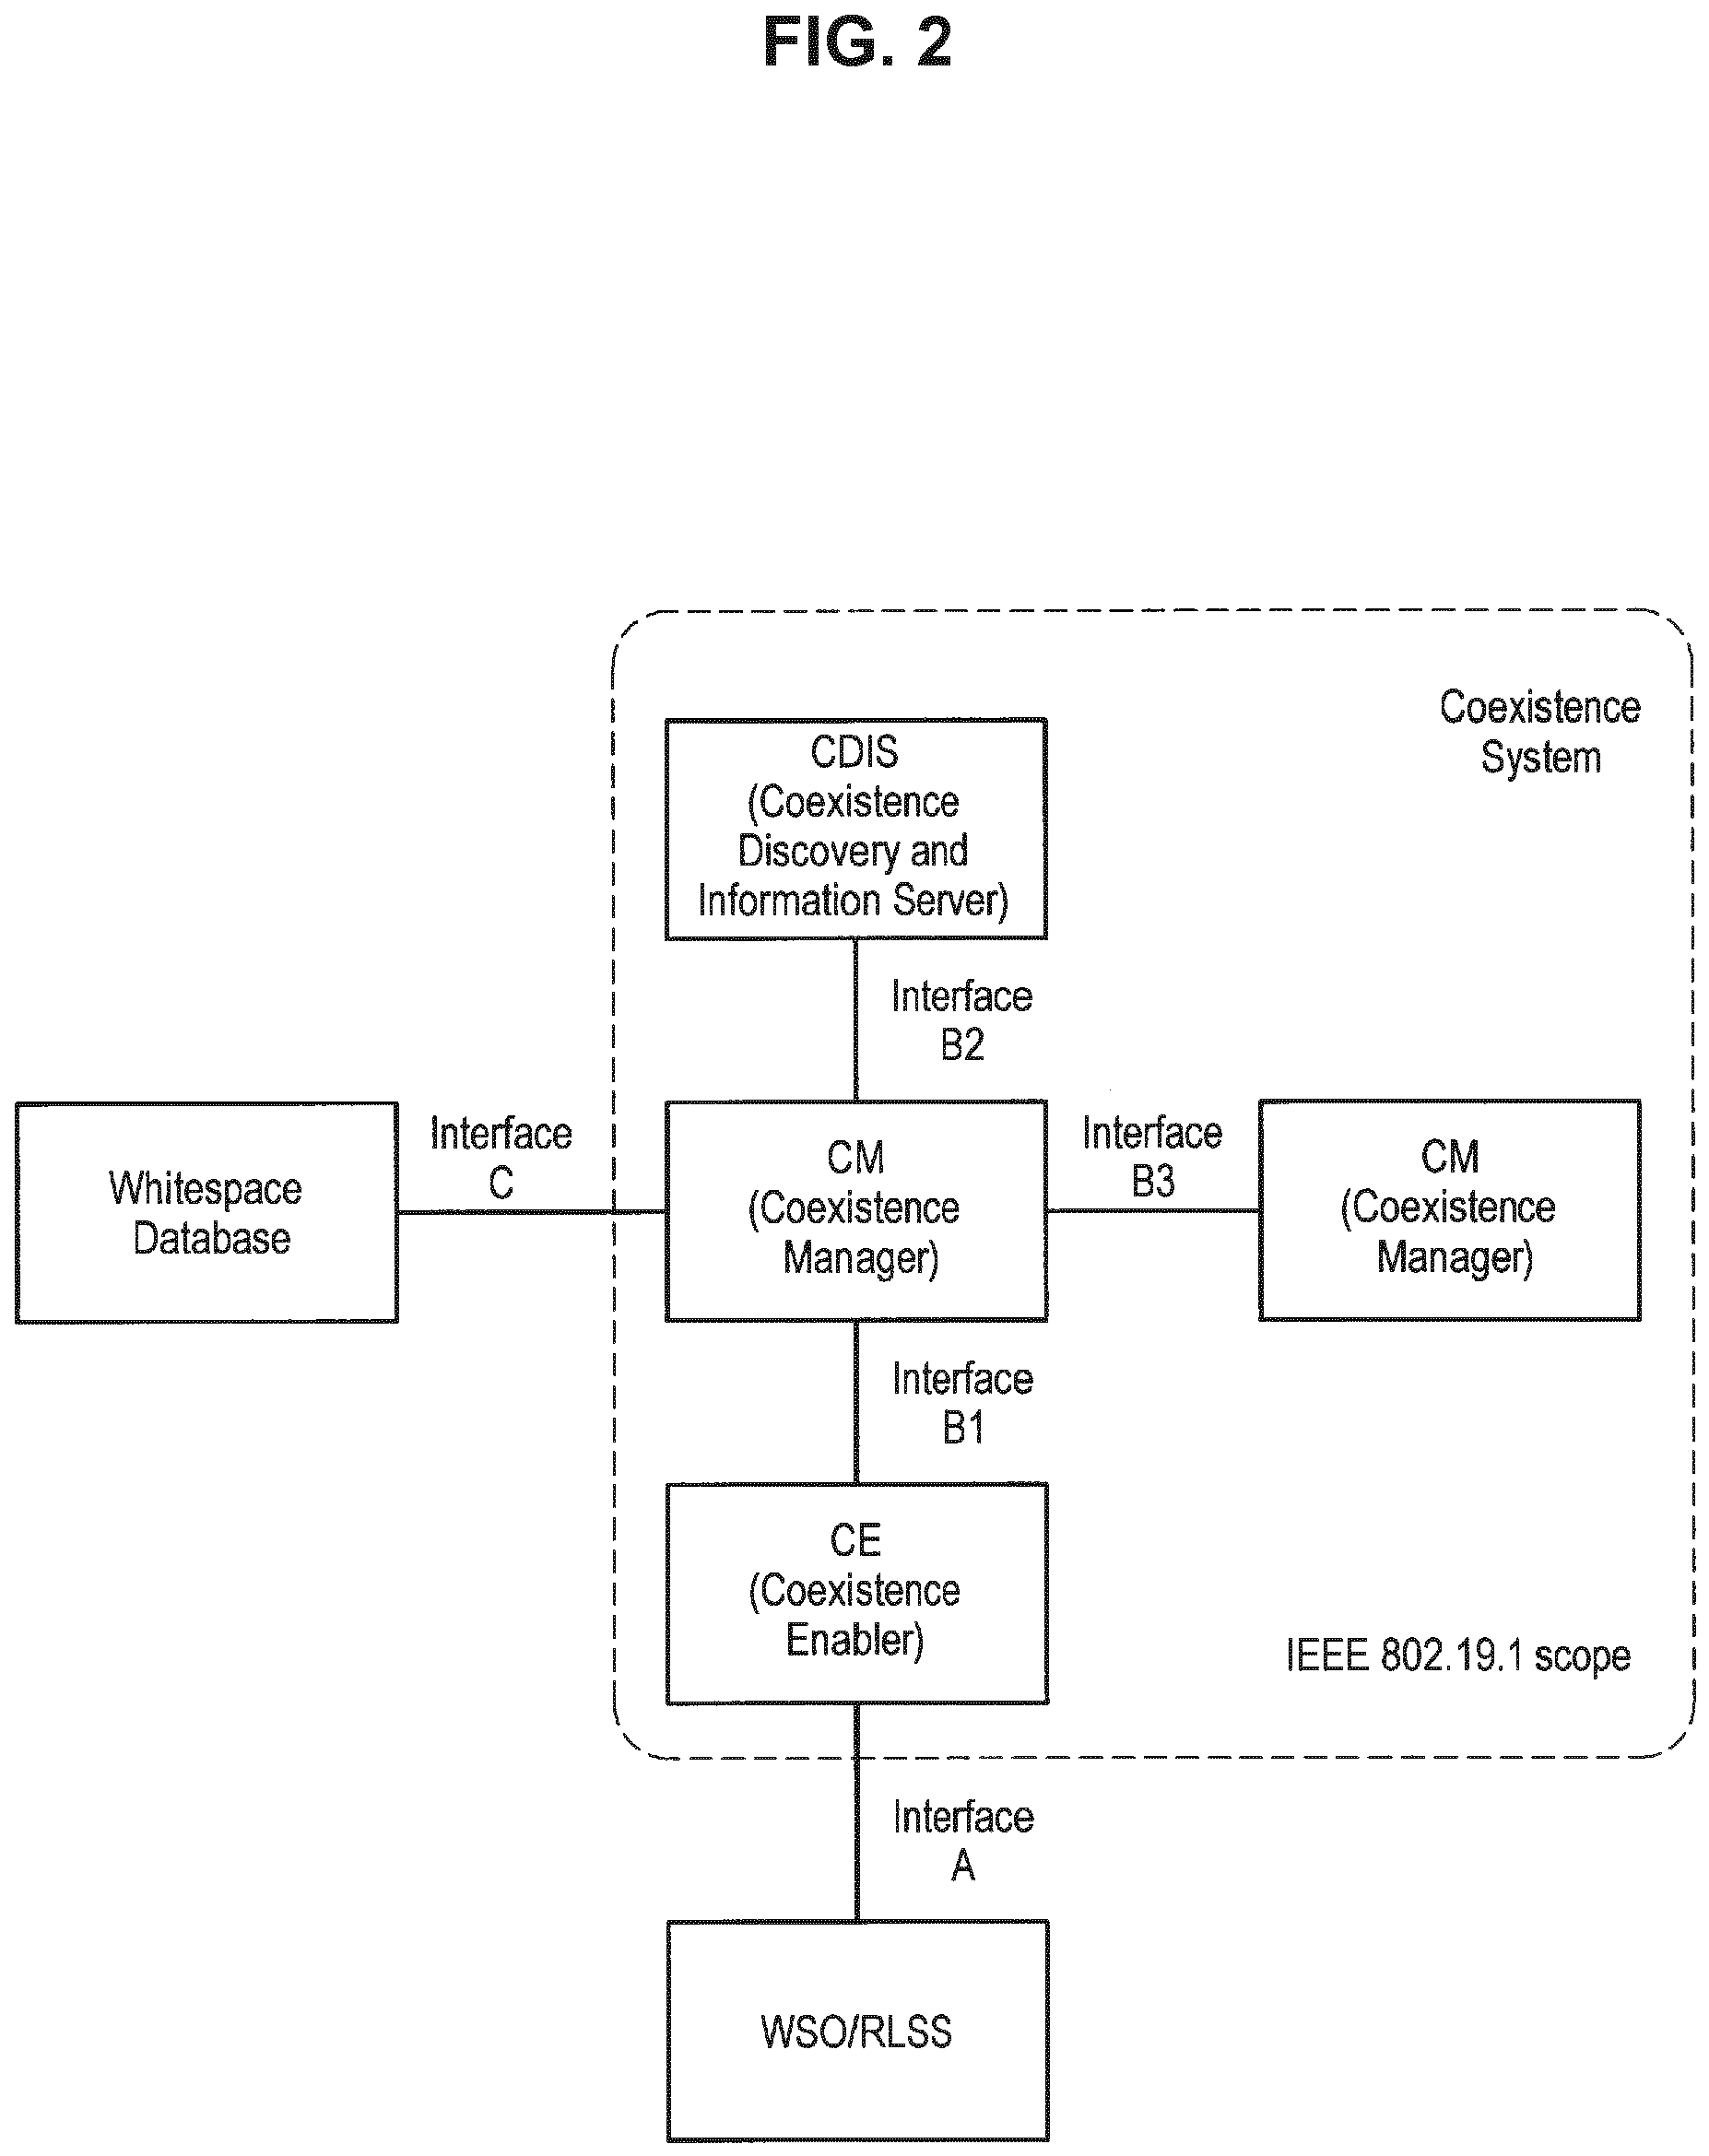 FIG. 2
Coexistence
System
CDIS
(Coexistence
Discovery and
Information Server)
Interface
B2
Whitespace
Database
Interface
C
CM
(Coexistence
Manager)
Interface
B3
CM
(Coexistence
Manager)
Interface
B1
CE
(Coexistence
Enabler)
IEEE 802.19.1 scope
Interface
A
WSO/RLSS